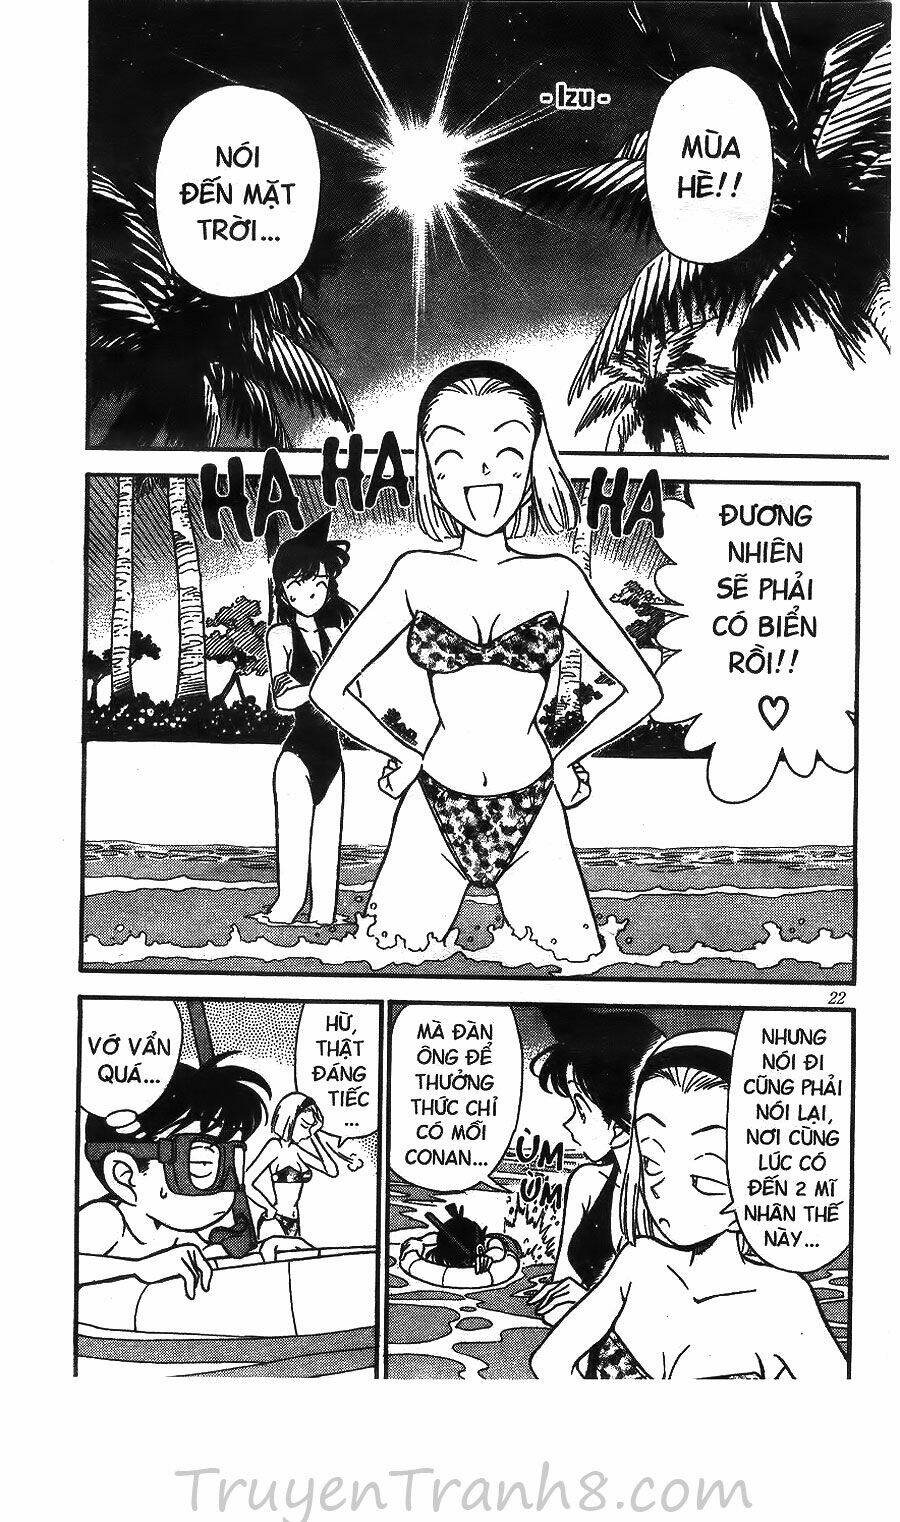 - Izu -
MÙA
HÈ!!
NÓI
ĐẾN MẶT
TRỜI...
HA HA
HA
ĐƯƠNG
NHIÊN
SẼ PHẢI
CÓ BIỂN
RỒI!!
♡
22
NHƯNG
NÓI ĐI
CŨNG PHẢI
NÓI LẠI,
NƠI CÙNG
LÚC CÓ
ĐẾN 2 MĨ
NHÂN THẾ
NÀY...
MÀ ĐÀN
ÔNG ĐỂ
THƯỞNG
THỨC CHỈ
CÓ MỖI
CONAN...
ÙM
ÙM
HỪ,
THẬT
ĐÁNG
TIẾC
...
VỚ VẨN
QUÁ...
TruyenTranh8.com